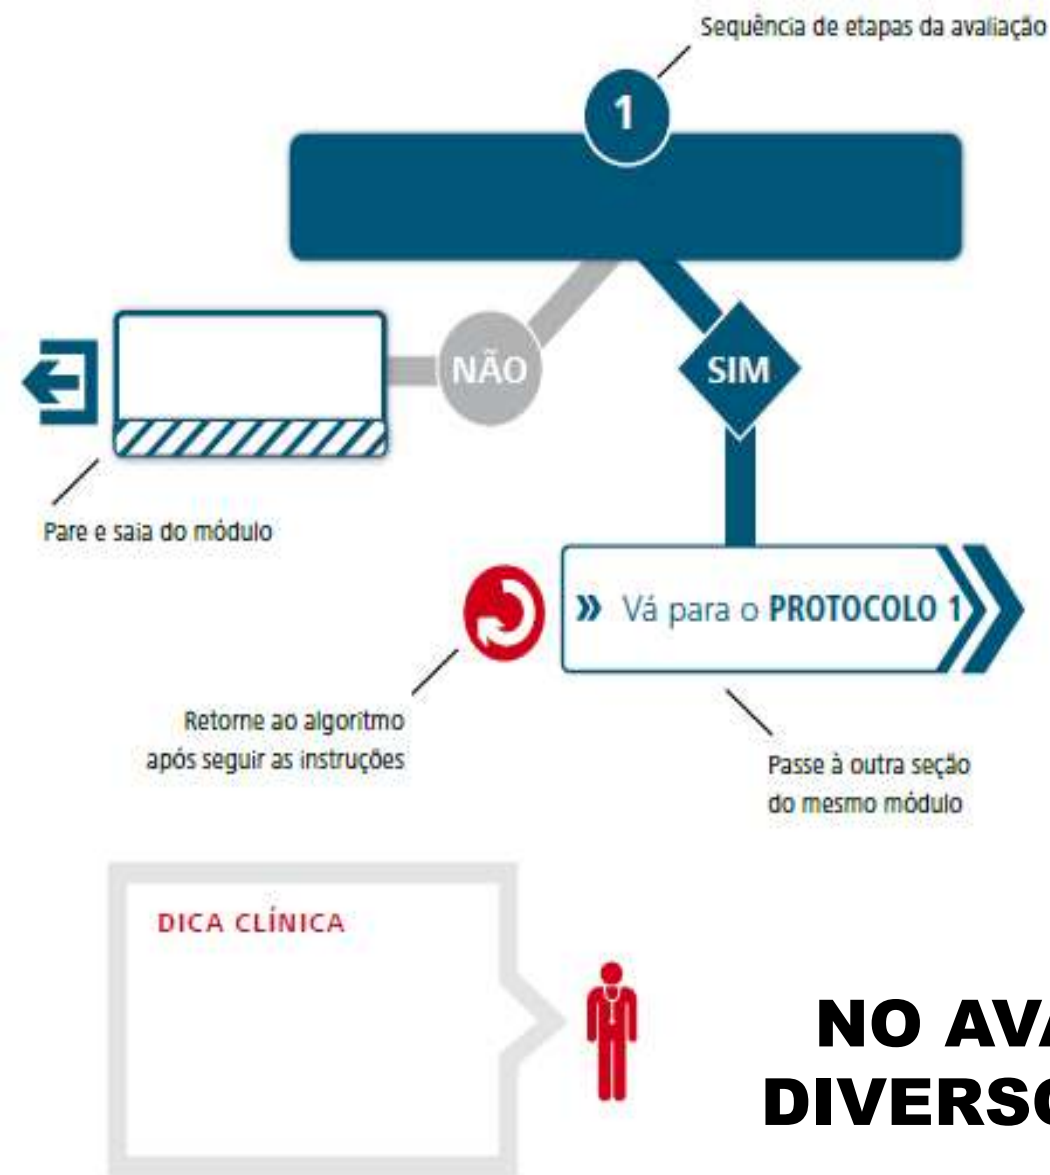 Sequência de etapas da avaliação
1
NÃO
SIM
Pare e saia do módulo
» Vá para o PROTOCOLO 1
Retorne ao algoritmo
após seguir as instruções
Passe à outra seção
do mesmo módulo
DICA CLÍNICA
NO